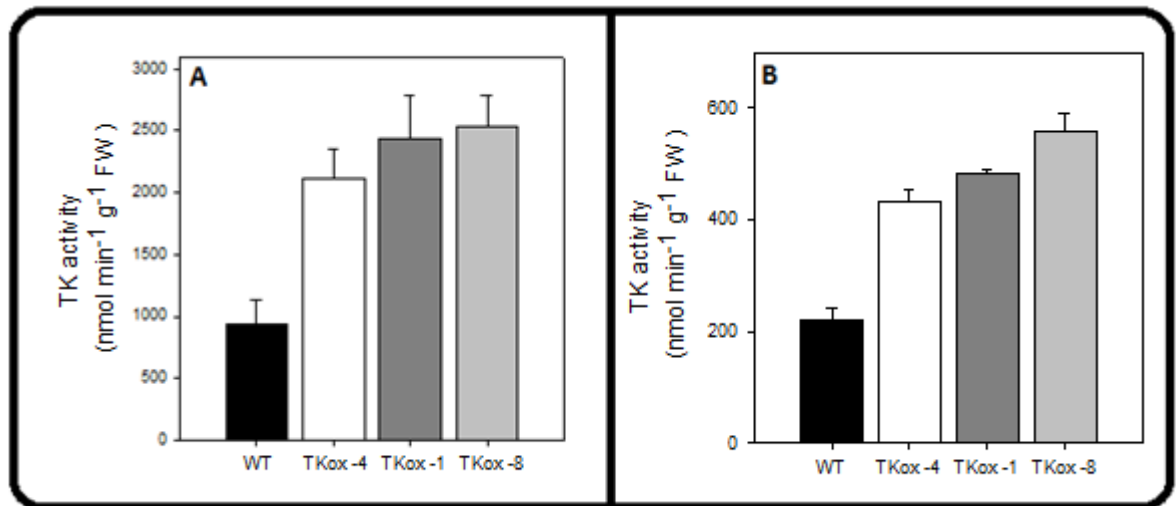 A
TK activity
(nmol min-1 g-1 FW )
3000
2500
2000
1500
1000
500
0
WT TKox -4 TKox -1 TKox -8
B
TK activity
(nmol min-1 g-1 FW )
600
400
200
0
WT TKox -4 TKox -1 TKox -8